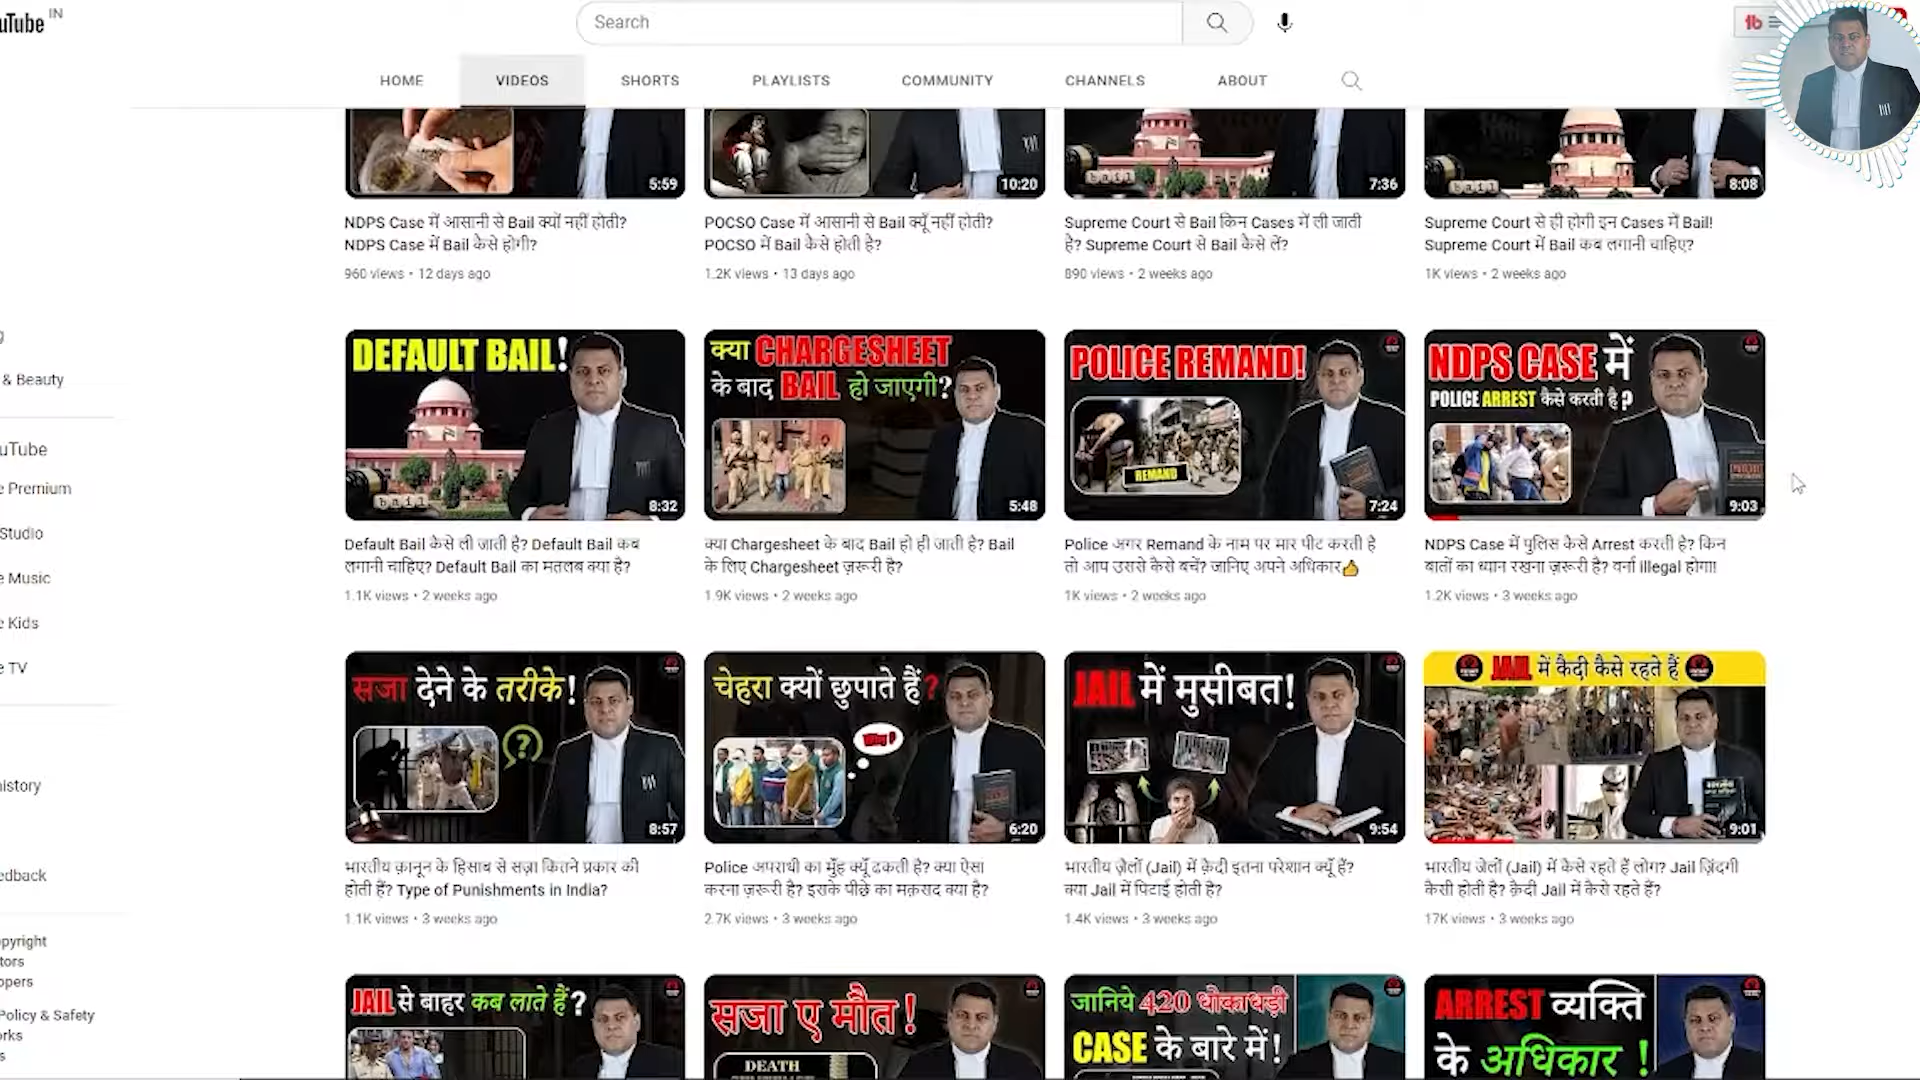 IN
uTube
Search
HOME
VIDEOS
SHORTS
PLAYLISTS
COMMUNITY
CHANNELS
ABOUT
5:59
bail
10:20
7:36
bail
8:08
NDPS Case में आसानी से Bail क्यों नहीं होती?
NDPS Case में Bail कैसे होगी?
960 views • 12 days ago
POCSO Case में आसानी से Bail क्यूँ नहीं होती?
POCSO में Bail कैसे होती है?
1.2K views • 13 days ago
Supreme Court से Bail किन Cases में ली जाती
है? Supreme Court से Bail कैसे लें?
890 views • 2 weeks ago
Supreme Court से ही होगी इन Cases में Bail!
Supreme Court में Bail कब लगानी चाहिए?
1K views • 2 weeks ago
& Beauty
uTube
e Premium
Studio
e Music
e Kids
e TV
istory
edback
pyright
tors
opers
Policy & Safety
orks
s
DEFAULT BAIL!
bail
8:32
क्या CHARGESHEET
के बाद BAIL हो जाएगी?
5:48
POLICE REMAND!
REMAND
7:24
NDPS CASE में
POLICE ARREST कैसे करती है?
9:03
Default Bail कैसे ली जाती है? Default Bail कब
लगानी चाहिए? Default Bail का मतलब क्या है?
1.1K views • 2 weeks ago
क्या Chargesheet के बाद Bail हो ही जाती है? Bail
के लिए Chargesheet ज़रूरी है?
1.9K views • 2 weeks ago
Police अगर Remand के नाम पर मार पीट करती है
तो आप उससे कैसे बचें? जानिए अपने अधिकार👍
1K views • 2 weeks ago
NDPS Case में पुलिस कैसे Arrest करती है? किन
बातों का ध्यान रखना ज़रूरी है? वर्ना illegal होगा!!
1.2K views • 3 weeks ago
सजा देने के तरीके!
8:57
चेहरा क्यों छुपाते हैं?
Why?
6:20
JAIL में मुसीबत!
9:54
JAIL में कैदी कैसे रहते हैं
9:01
भारतीय क़ानून के हिसाब से सज़ा कितने प्रकार की
होती हैं? Type of Punishments in India?
1.1K views • 3 weeks ago
Police अपराधी का मुँह क्यूँ ढकती है? क्या ऐसा
करना ज़रूरी है? इसके पीछे का मक़सद क्या है?
2.7K views • 3 weeks ago
भारतीय ज़ेलों (Jail) में क़ैदी इतना परेशान क्यूँ हैं?
क्या Jail में पिटाई होती है?
1.4K views • 3 weeks ago
भारतीय जेलों (Jail) में कैसे रहते हैं लोग? Jail ज़िंदगी
कैसी होती है? क़ैदी Jail में कैसे रहते हैं?
17K views • 3 weeks ago
JAIL से बाहर कब लाते हैं?
सजा ए मौत!
DEATH
जानिये 420 धोकाधड़ी
CASE के बारे में!
ARREST व्यक्ति
के अधिकार!